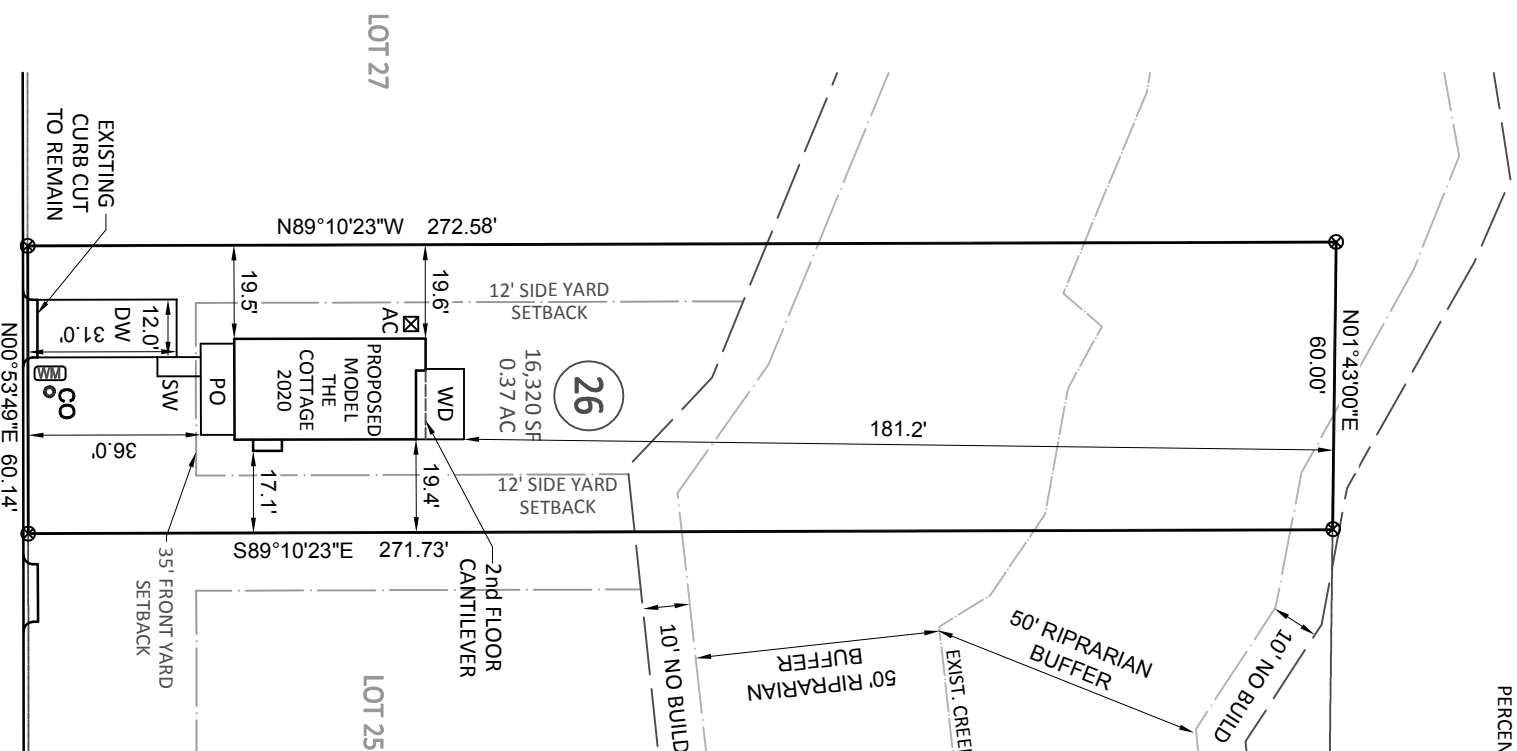 LOT 27
EXISTING
CURB CUT
TO REMAIN
N89°10'23"W 272.58'
N01°43'00"E
60.00'
19.5'
19.6'
12' SIDE YARD
SETBACK
AC
12.0'
DW
31.0'
WM
CO
SW
PO
PROPOSED
MODEL
THE
COTTAGE
2020
WD
16,320 SF
0.37 AC
26
181.2'
36.0'
17.1'
19.4'
12' SIDE YARD
SETBACK
N00°53'49"E 60.14'
S89°10'23"E 271.73'
35' FRONT YARD
SETBACK
2nd FLOOR
CANTILEVER
LOT 25
10' NO BUILD
50' RIPRARIAN
BUFFER
EXIST. CREE
50' RIPRARIAN
BUFFER
10' NO BUILD
PERCEN